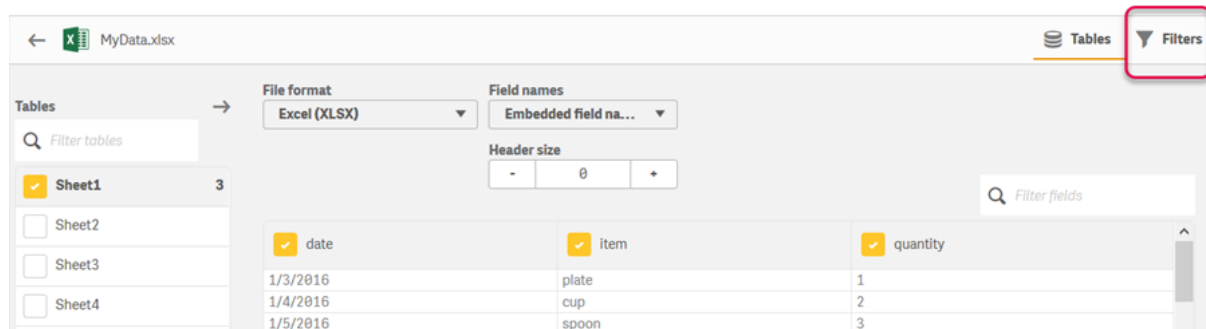 MyData.xlsx
Tables
Filters
Tables
Filter tables
Sheet1 3
Sheet2
Sheet3
Sheet4
File format
Excel (XLSX)
Field names
Embedded field na...
Header size
- 0 +
Filter fields
date item quantity
1/3/2016 plate 1
1/4/2016 cup 2
1/5/2016 spoon 3